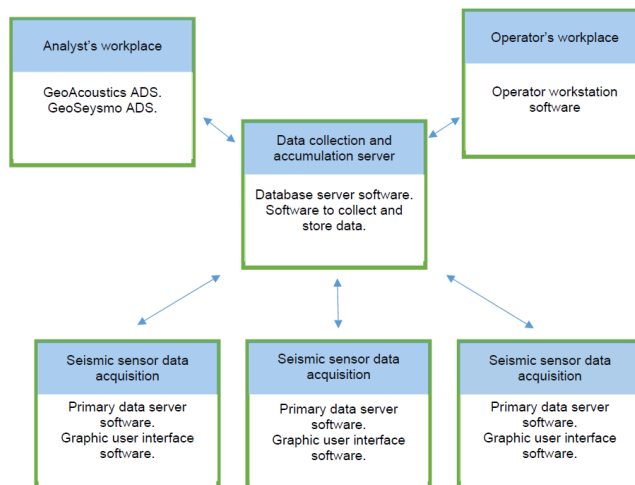 Analyst's workplace
GeoAcoustics ADS.
GeoSeysmo ADS.
Operator's workplace
Operator workstation
software
Data collection and
accumulation server
Database server software.
Software to collect and
store data.
Seismic sensor data
acquisition
Primary data server
software.
Graphic user interface
software.
Seismic sensor data
acquisition
Primary data server
software.
Graphic user interface
software.
Seismic sensor data
acquisition
Primary data server
software.
Graphic user interface
software.